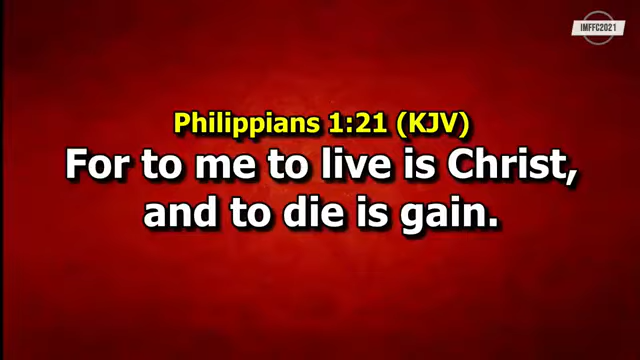 IMFFC2021
Philippians 1:21 (KJV)
For to me to live is Christ,
and to die is gain.